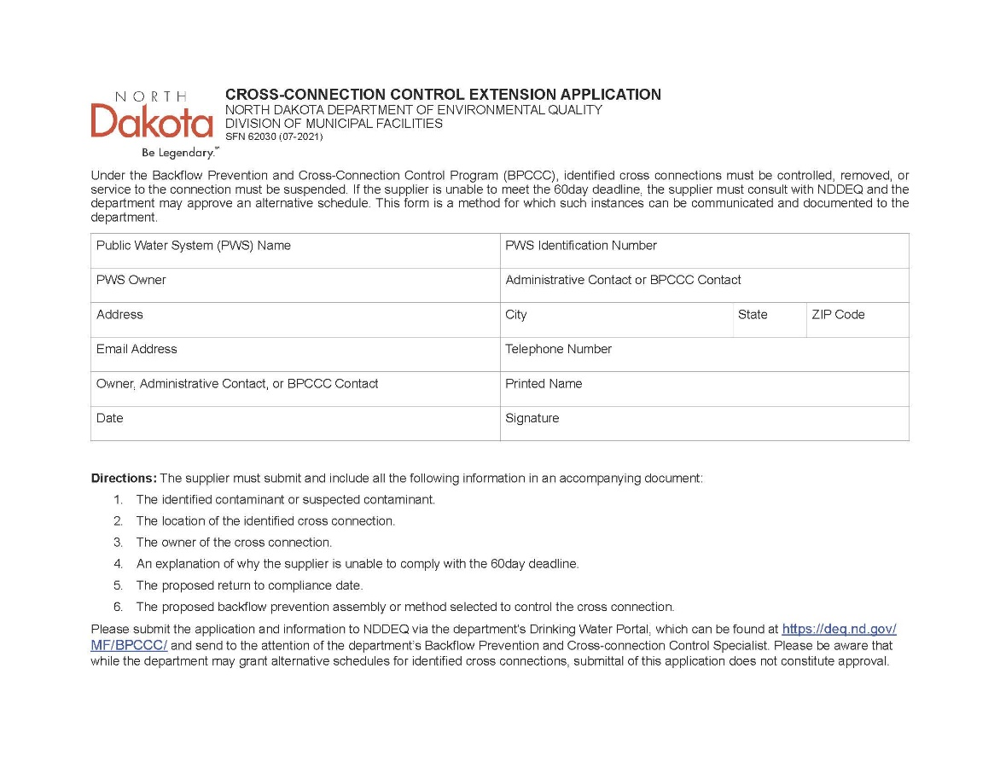 NORTH
Dakota
Be Legendary.™
CROSS-CONNECTION CONTROL EXTENSION APPLICATION
NORTH DAKOTA DEPARTMENT OF ENVIRONMENTAL QUALITY
DIVISION OF MUNICIPAL FACILITIES
SFN 62030 (07-2021)
Under the Backflow Prevention and Cross-Connection Control Program (BPCCC), identified cross connections must be controlled, removed, or
service to the connection must be suspended. If the supplier is unable to meet the 60day deadline, the supplier must consult with NDDEQ and the
department may approve an alternative schedule. This form is a method for which such instances can be communicated and documented to the
department.
Public Water System (PWS) Name
PWS Identification Number
PWS Owner
Administrative Contact or BPCCC Contact
Address
City
State
ZIP Code
Email Address
Telephone Number
Owner, Administrative Contact, or BPCCC Contact
Printed Name
Date
Signature
Directions: The supplier must submit and include all the following information in an accompanying document:
1. The identified contaminant or suspected contaminant.
2. The location of the identified cross connection.
3. The owner of the cross connection.
4. An explanation of why the supplier is unable to comply with the 60day deadline.
5. The proposed return to compliance date.
6. The proposed backflow prevention assembly or method selected to control the cross connection.
Please submit the application and information to NDDEQ via the department's Drinking Water Portal, which can be found at https://deq.nd.gov/
MF/BPCCC/ and send to the attention of the department's Backflow Prevention and Cross-connection Control Specialist. Please be aware that
while the department may grant alternative schedules for identified cross connections, submittal of this application does not constitute approval.